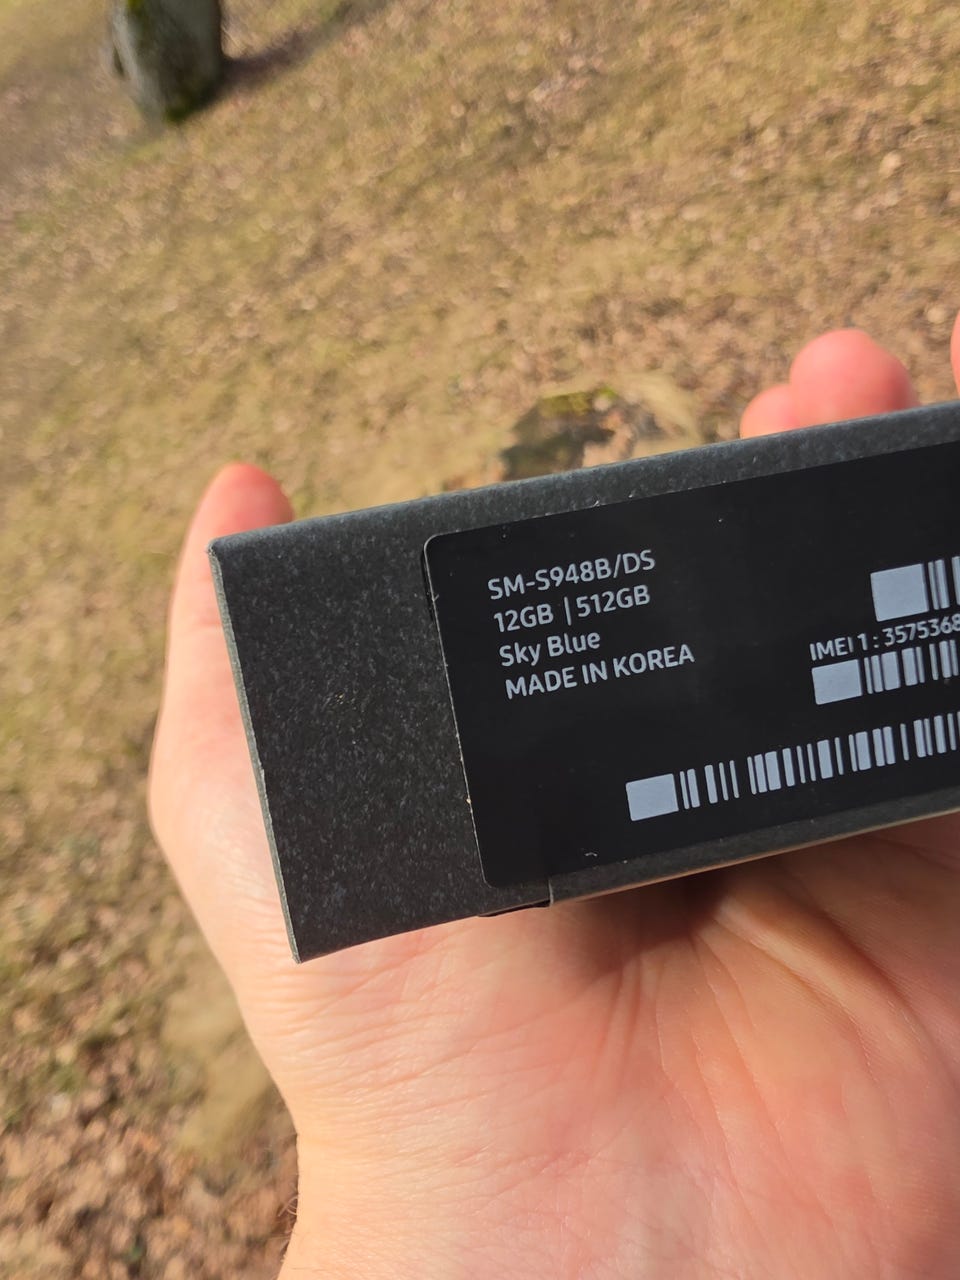 SM-S948B/DS
12GB | 512GB
Sky Blue
MADE IN KOREA
IMEI 1 : 3575368